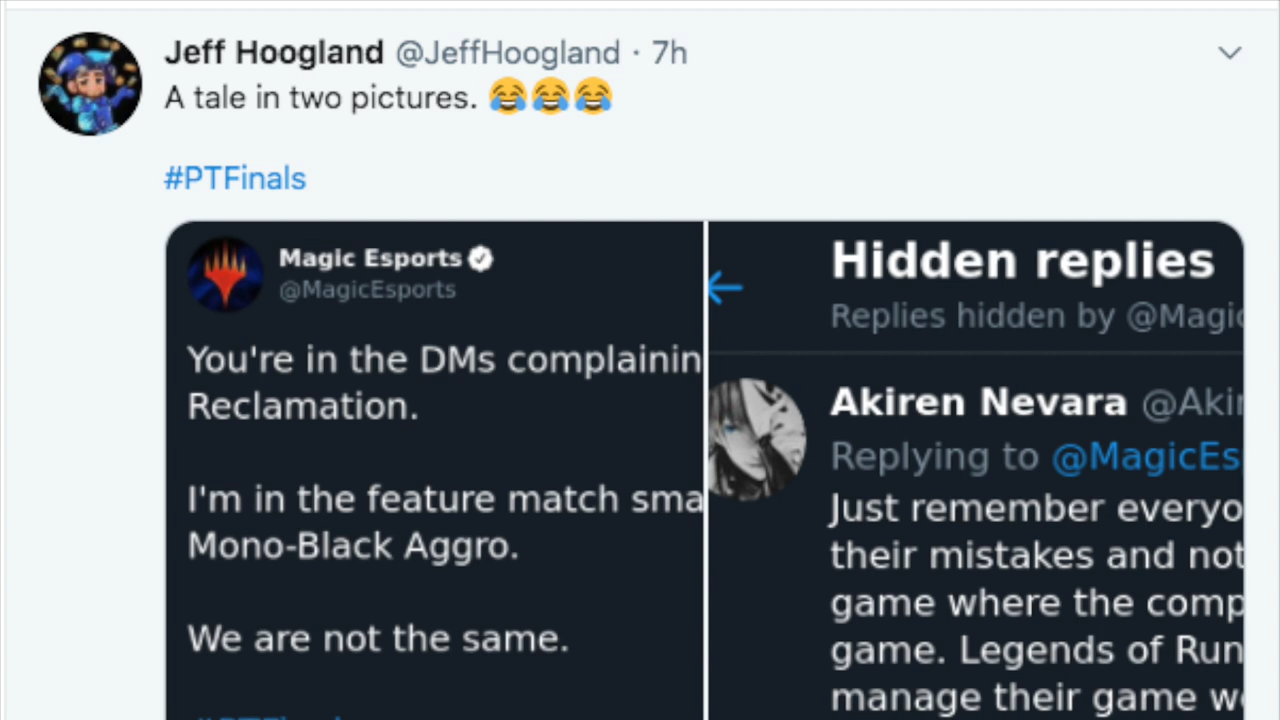 Jeff Hoogland @JeffHoogland · 7h
A tale in two pictures. 😂😂😂
#PTFinals
Magic Esports
@MagicEsports
You're in the DMs complainin
Reclamation.
I'm in the feature match sma
Mono-Black Aggro.
We are not the same.
Hidden replies
Replies hidden by @Magic
Akiren Nevara @Akir
Replying to @MagicEs
Just remember everyo
their mistakes and not
game where the comp
game. Legends of Run
manage their game w